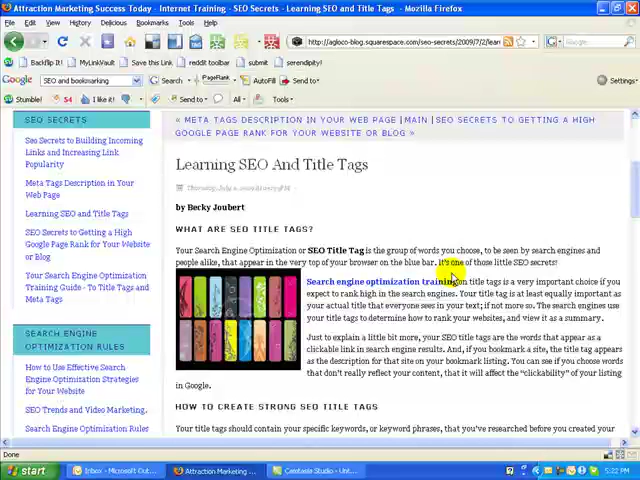 Attraction Marketing Success Today - Internet Training - SEO Secrets - Learning SEO and Title Tags - Mozilla Firefox
File Edit View History Delicious Bookmarks Tools Help
http://agloco-blog.squarespace.com/seo-secrets/2009/7/2/lear
Google
Backflip It! MyLinkVault Save this Link reddit toolbar submit serendipity!
Google SEO and bookmarking Search PageRank AutoFill Send to Settings
Stumble! I like it! Send to All Tools
SEO SECRETS
SEO Secrets to Building Incoming
Links and Increasing Link
Popularity
Meta Tags Description in Your
Web Page
Learning SEO and Title Tags
SEO Secrets to Getting a High
Google Page Rank for Your Website
or Blog
Your Search Engine Optimization
Training Guide - To Title Tags and
Meta Tags
SEARCH ENGINE
OPTIMIZATION RULES
How to Use Effective Search
Engine Optimization Strategies
for Your Website
SEO Trends and Video Marketing.
Search Engine Optimization Rules
« META TAGS DESCRIPTION IN YOUR WEB PAGE | MAIN | SEO SECRETS TO GETTING A HIGH
GOOGLE PAGE RANK FOR YOUR WEBSITE OR BLOG »
Learning SEO And Title Tags
by Becky Joubert
WHAT ARE SEO TITLE TAGS?
Your Search Engine Optimization or SEO Title Tag is the group of words you choose, to be seen by search engines and
people alike, that appear in the very top of your browser on the blue bar. It's one of those little SEO secrets!
Search engine optimization training on title tags is a very important choice if you
expect to rank high in the search engines. Your title tag is at least equally important as
your actual title that everyone sees in your text; if not more so. The search engines use
your title tags to determine how to rank your websites, and view it as a summary.
Just to explain a little bit more, your SEO title tags are the words that appear as a
clickable link in search engine results. And, if you bookmark a site, the title tag appears
as the description for that site on your bookmark listing. You can see if you choose words
that don't really reflect your content, that it will affect the "clickability" of your listing
in Google.
HOW TO CREATE STRONG SEO TITLE TAGS
Your title tags should contain your specific keywords, or keyword phrases, that you've researched before you created your
Done
start Inbox - Microsoft Out... Attraction Marketing ... Camtasia Studio - Unt... 5:22 PM